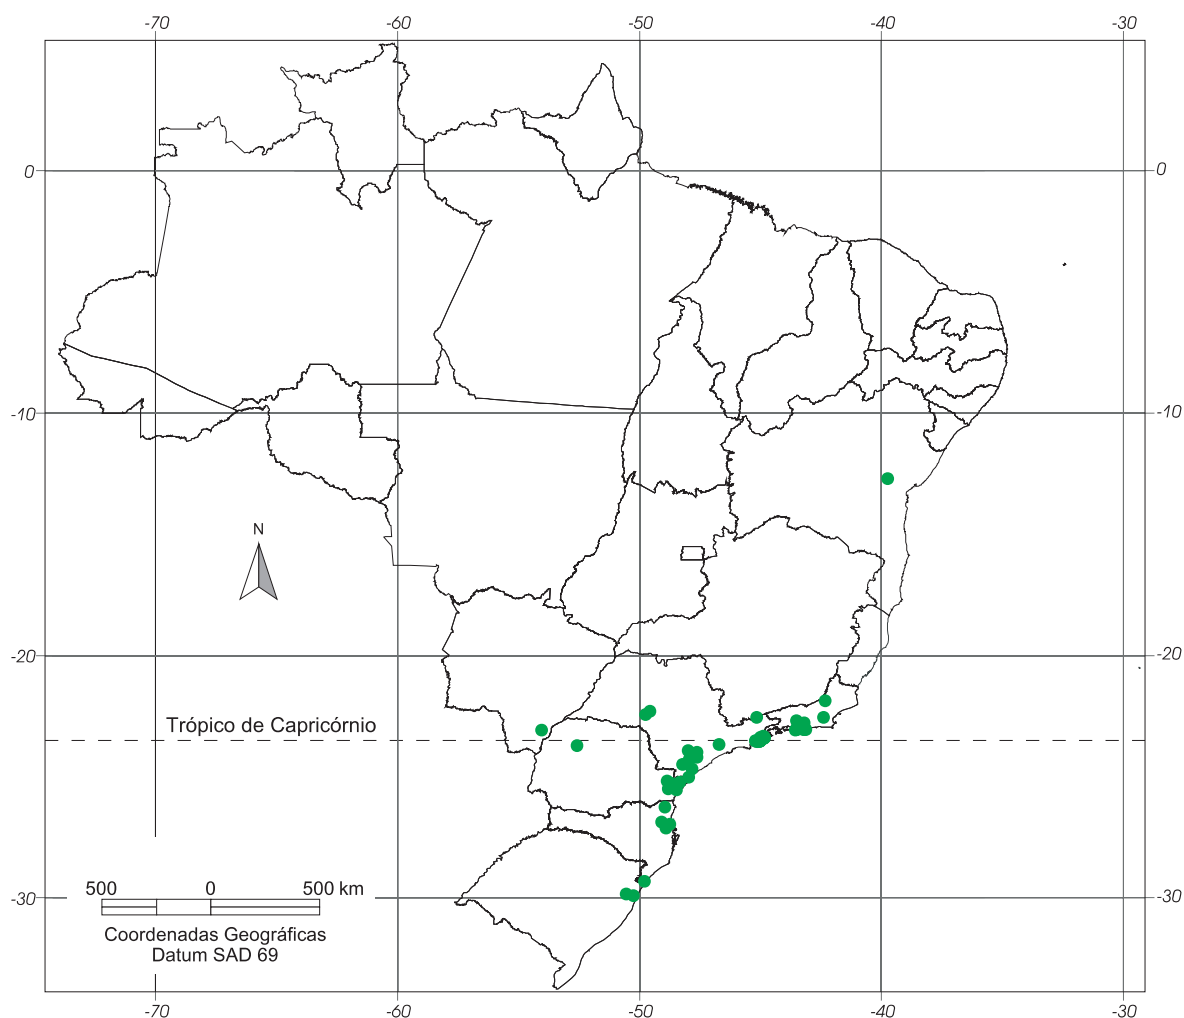 -70 -60 -50 -40 -30
0 0
-10 -10
N
-20 -20
Trópico de Capricórnio
500 0 500 km
-30 -30
Coordenadas Geográficas
Datum SAD 69
-70 -60 -50 -40 -30